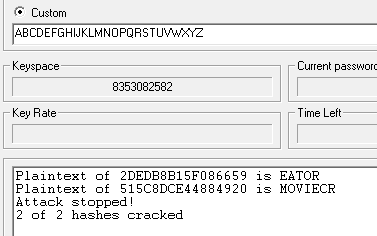 Custom
ABCDEFGHIJKLMNOPQRSTUVWXYZ
Keyspace
Current password
8353082582
Key Rate
Time Left
Plaintext of 2DEDB8B15F086659 is EATOR
Plaintext of 515C8DCE44884920 is MOVIECR
Attack stopped!
2 of 2 hashes cracked